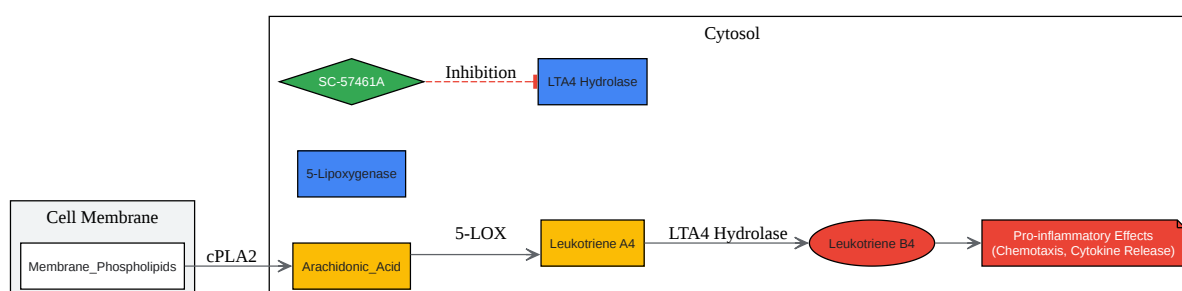 Cytosol
SC-57461A
Inhibition
LTA4 Hydrolase
5-Lipoxygenase
Cell Membrane
Membrane_Phospholipids
cPLA2
Arachidonic_Acid
5-LOX
Leukotriene A4
LTA4 Hydrolase
Leukotriene B4
Pro-inflammatory Effects
(Chemotaxis, Cytokine Release)